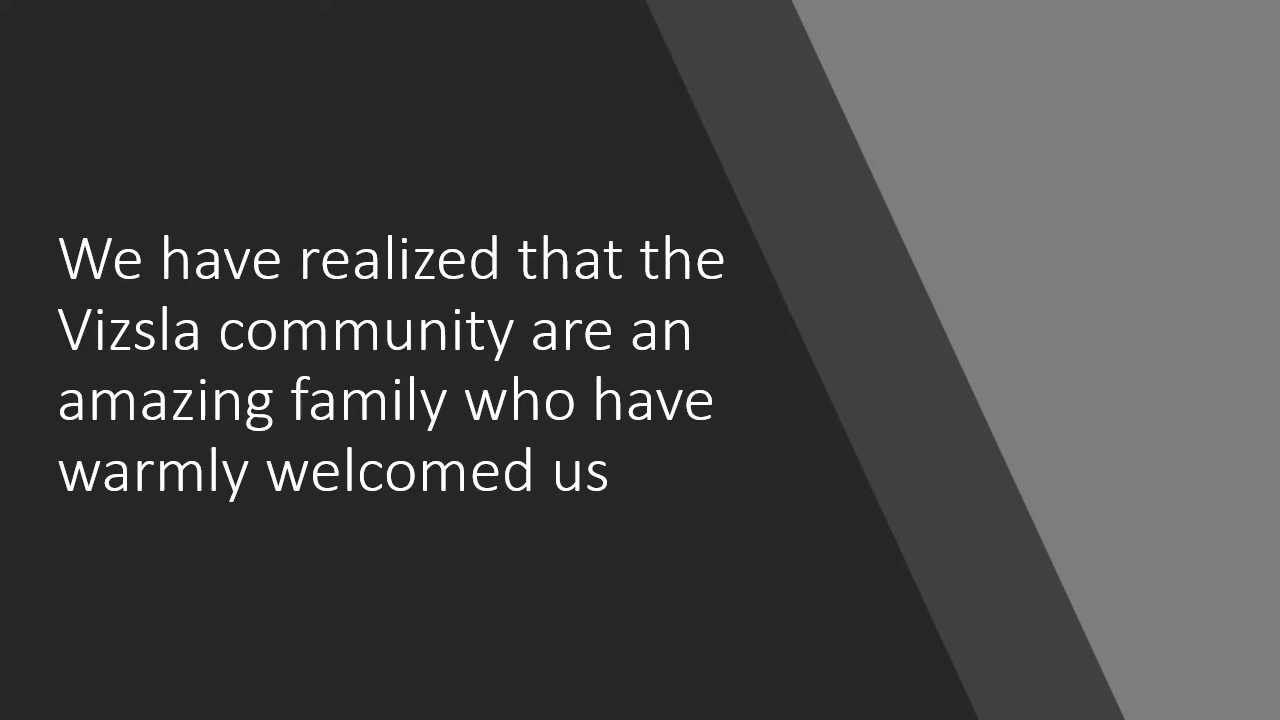 We have realized that the
Vizsla community are an
amazing family who have
warmly welcomed us